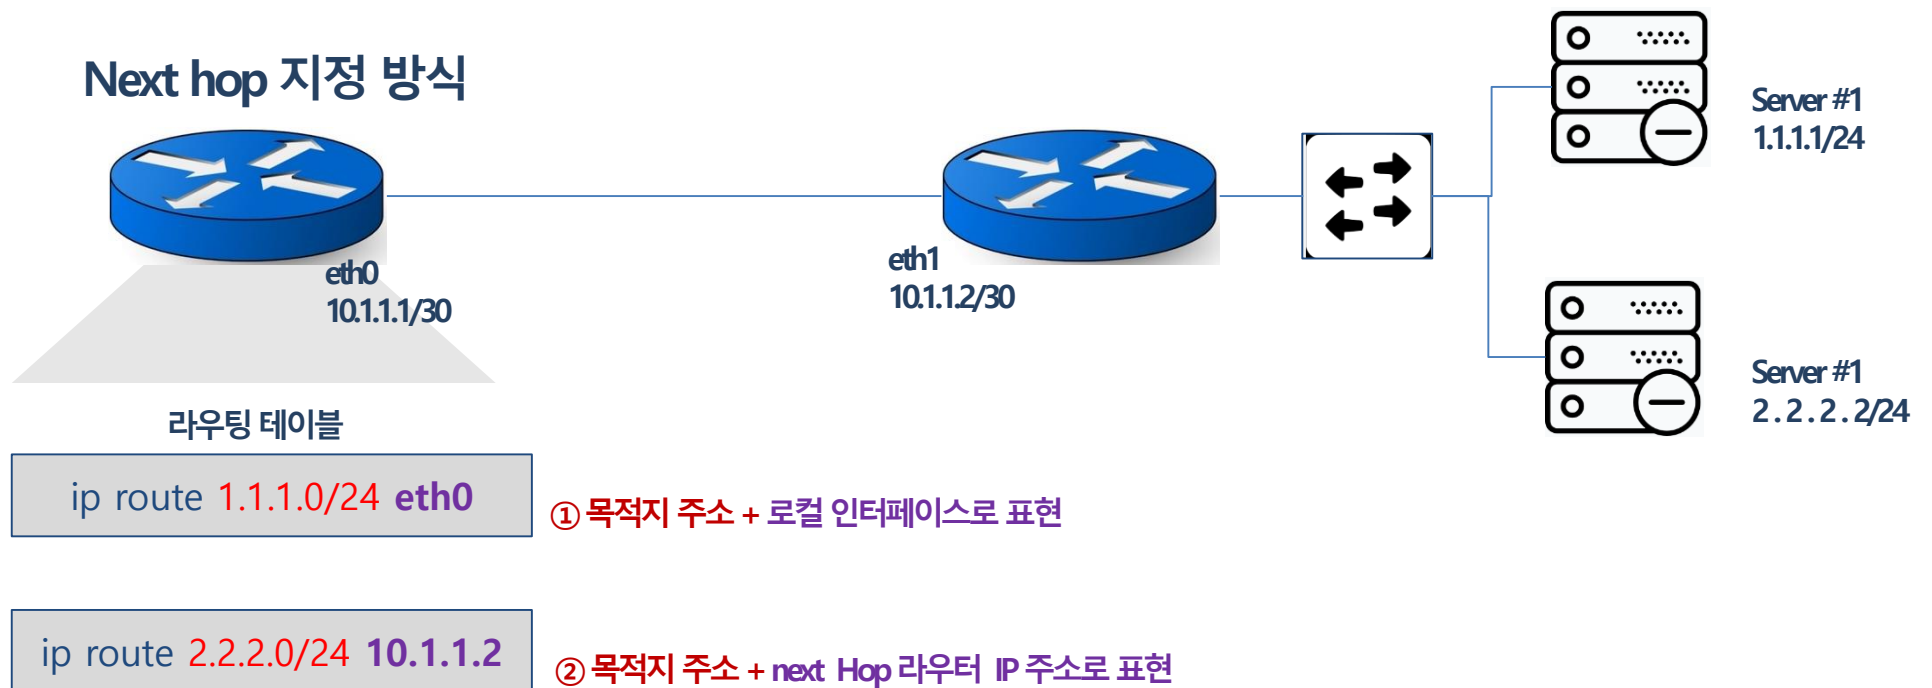 Next hop 지정 방식
Server #1
1.1.1.1/24
eth0
10.1.1.1/30
eth1
10.1.1.2/30
Server #1
2.2.2.2/24
라우팅 테이블
ip route 1.1.1.0/24 eth0
① 목적지 주소 + 로컬 인터페이스로 표현
ip route 2.2.2.0/24 10.1.1.2
② 목적지 주소 + next Hop 라우터 IP 주소로 표현